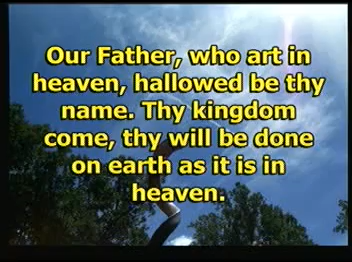 Our Father, who art in
heaven, hallowed be thy
name. Thy kingdom
come, thy will be done
on earth as it is in
heaven.